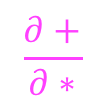 ∂ +
∂ *